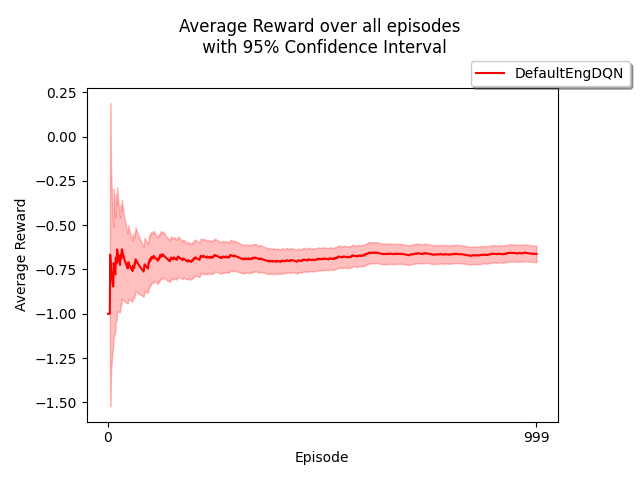 Average Reward over all episodes
with 95% Confidence Interval
DefaultEngDQN
0.25
0.00
−0.25
−0.50
−0.75
−1.00
−1.25
−1.50
Average Reward
0
999
Episode